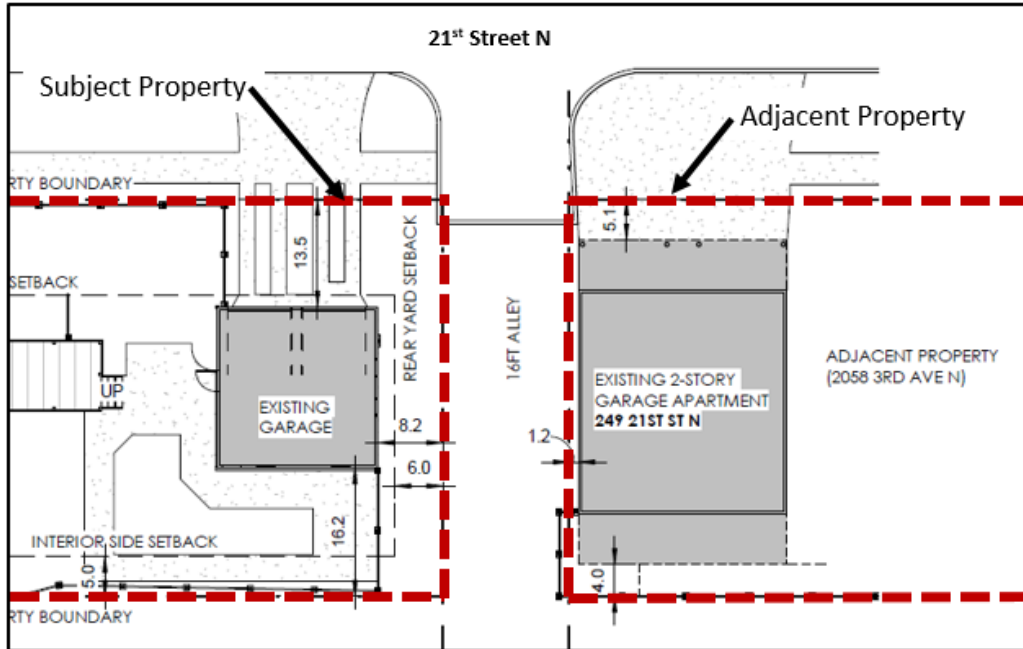 21st Street N
Subject Property
Adjacent Property
RTY BOUNDARY
5.1
13.5
REAR YARD SETBACK
SETBACK
16FT ALLEY
ADJACENT PROPERTY
(2058 3RD AVE N)
UP
EXISTING
GARAGE
EXISTING 2-STORY
GARAGE APARTMENT
249 21ST ST N
8.2
1.2
6.0
16.2
INTERIOR SIDE SETBACK
5.0
4.0
RTY BOUNDARY